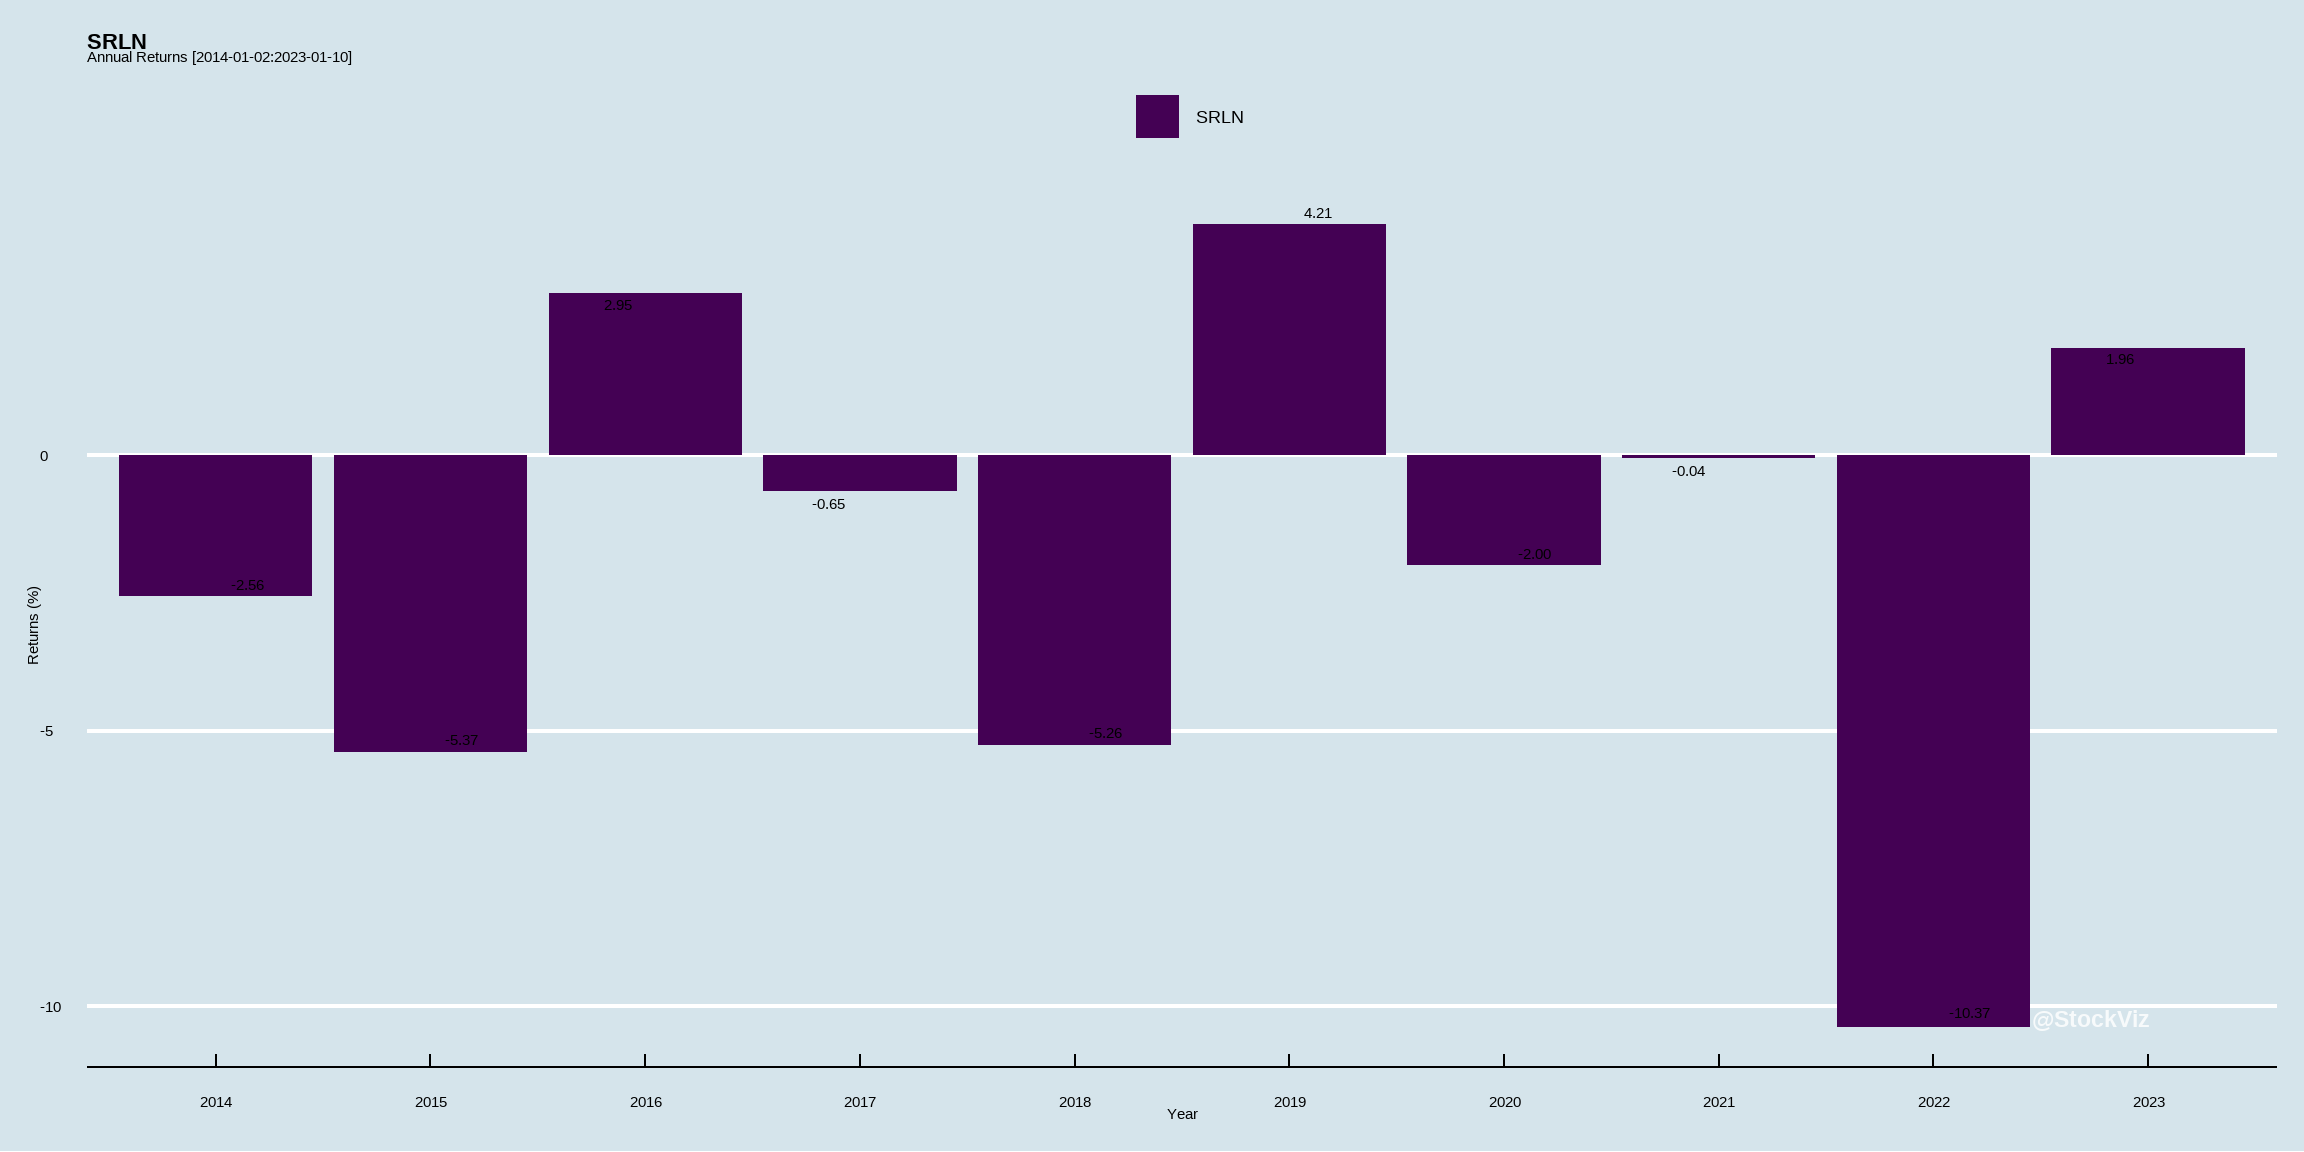 SRLN
Annual Returns [2014-01-02:2023-01-10]
SRLN
4.21
2.95
1.96
0
-0.04
-0.65
-2.00
-2.56
Returns (%)
-5
-5.26
-5.37
-10
-10.37
@StockViz
2014 2015 2016 2017 2018 2019 2020 2021 2022 2023
Year